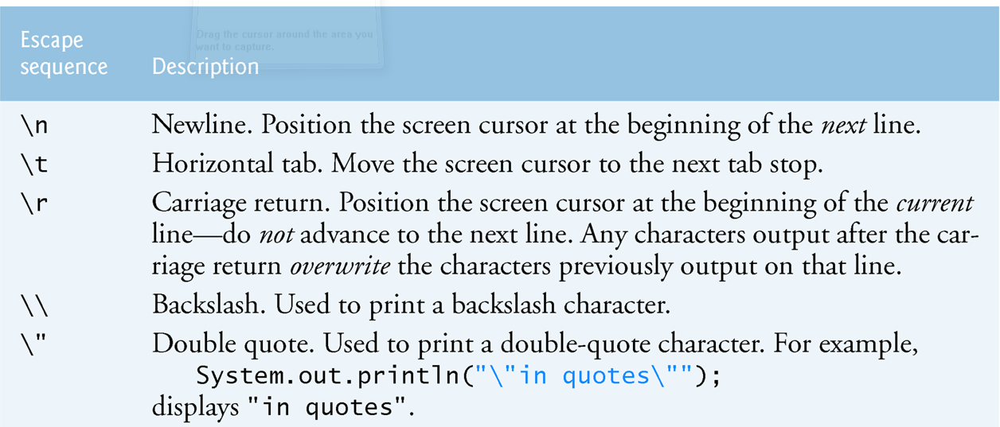 Drag the cursor around the area you
want to capture.
Escape
sequence Description
\n Newline. Position the screen cursor at the beginning of the next line.
\t Horizontal tab. Move the screen cursor to the next tab stop.
\r Carriage return. Position the screen cursor at the beginning of the current
line—do not advance to the next line. Any characters output after the car-
riage return overwrite the characters previously output on that line.
\\ Backslash. Used to print a backslash character.
\" Double quote. Used to print a double-quote character. For example,
System.out.println("\"in quotes\"");
displays "in quotes".